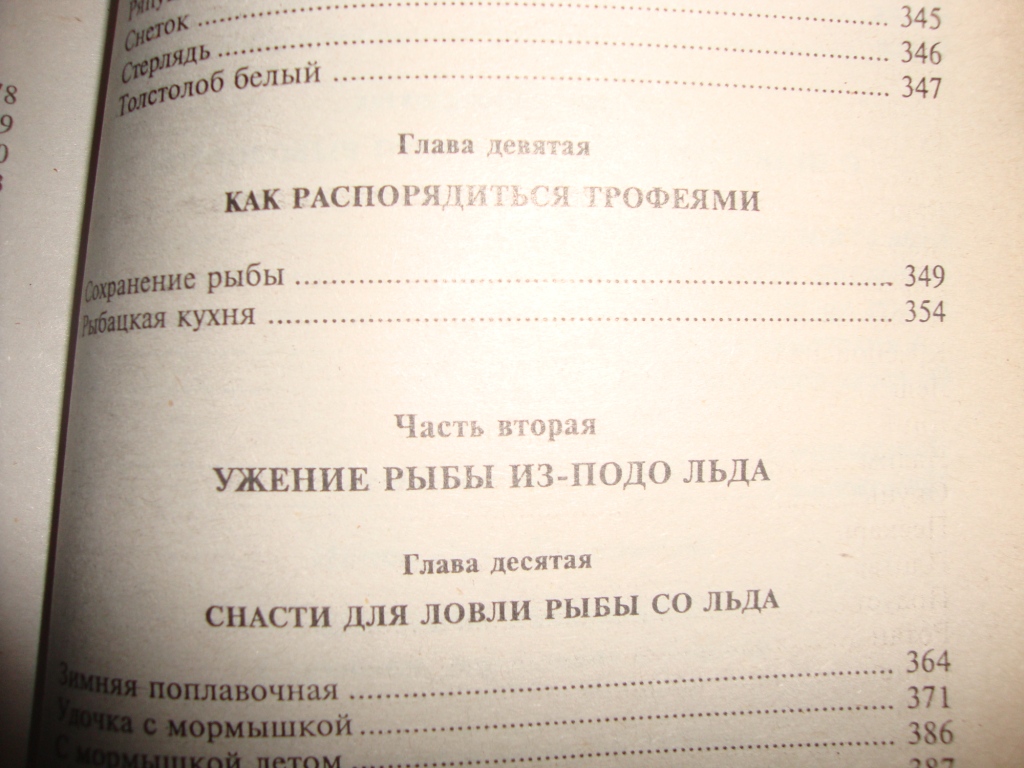 Снеток ........ 345
Стерлядь ........ 346
Толстолоб белый ........ 347
Глава девятая
КАК РАСПОРЯДИТЬСЯ ТРОФЕЯМИ
Сохранение рыбы ........ 349
Рыбацкая кухня ........ 354
Часть вторая
УЖЕНИЕ РЫБЫ ИЗ-ПОДО ЛЬДА
Глава десятая
СНАСТИ ДЛЯ ЛОВЛИ РЫБЫ СО ЛЬДА
Зимняя поплавочная ........ 364
Удочка с мормышкой ........ 371
С мормышкой летом ........ 386
387